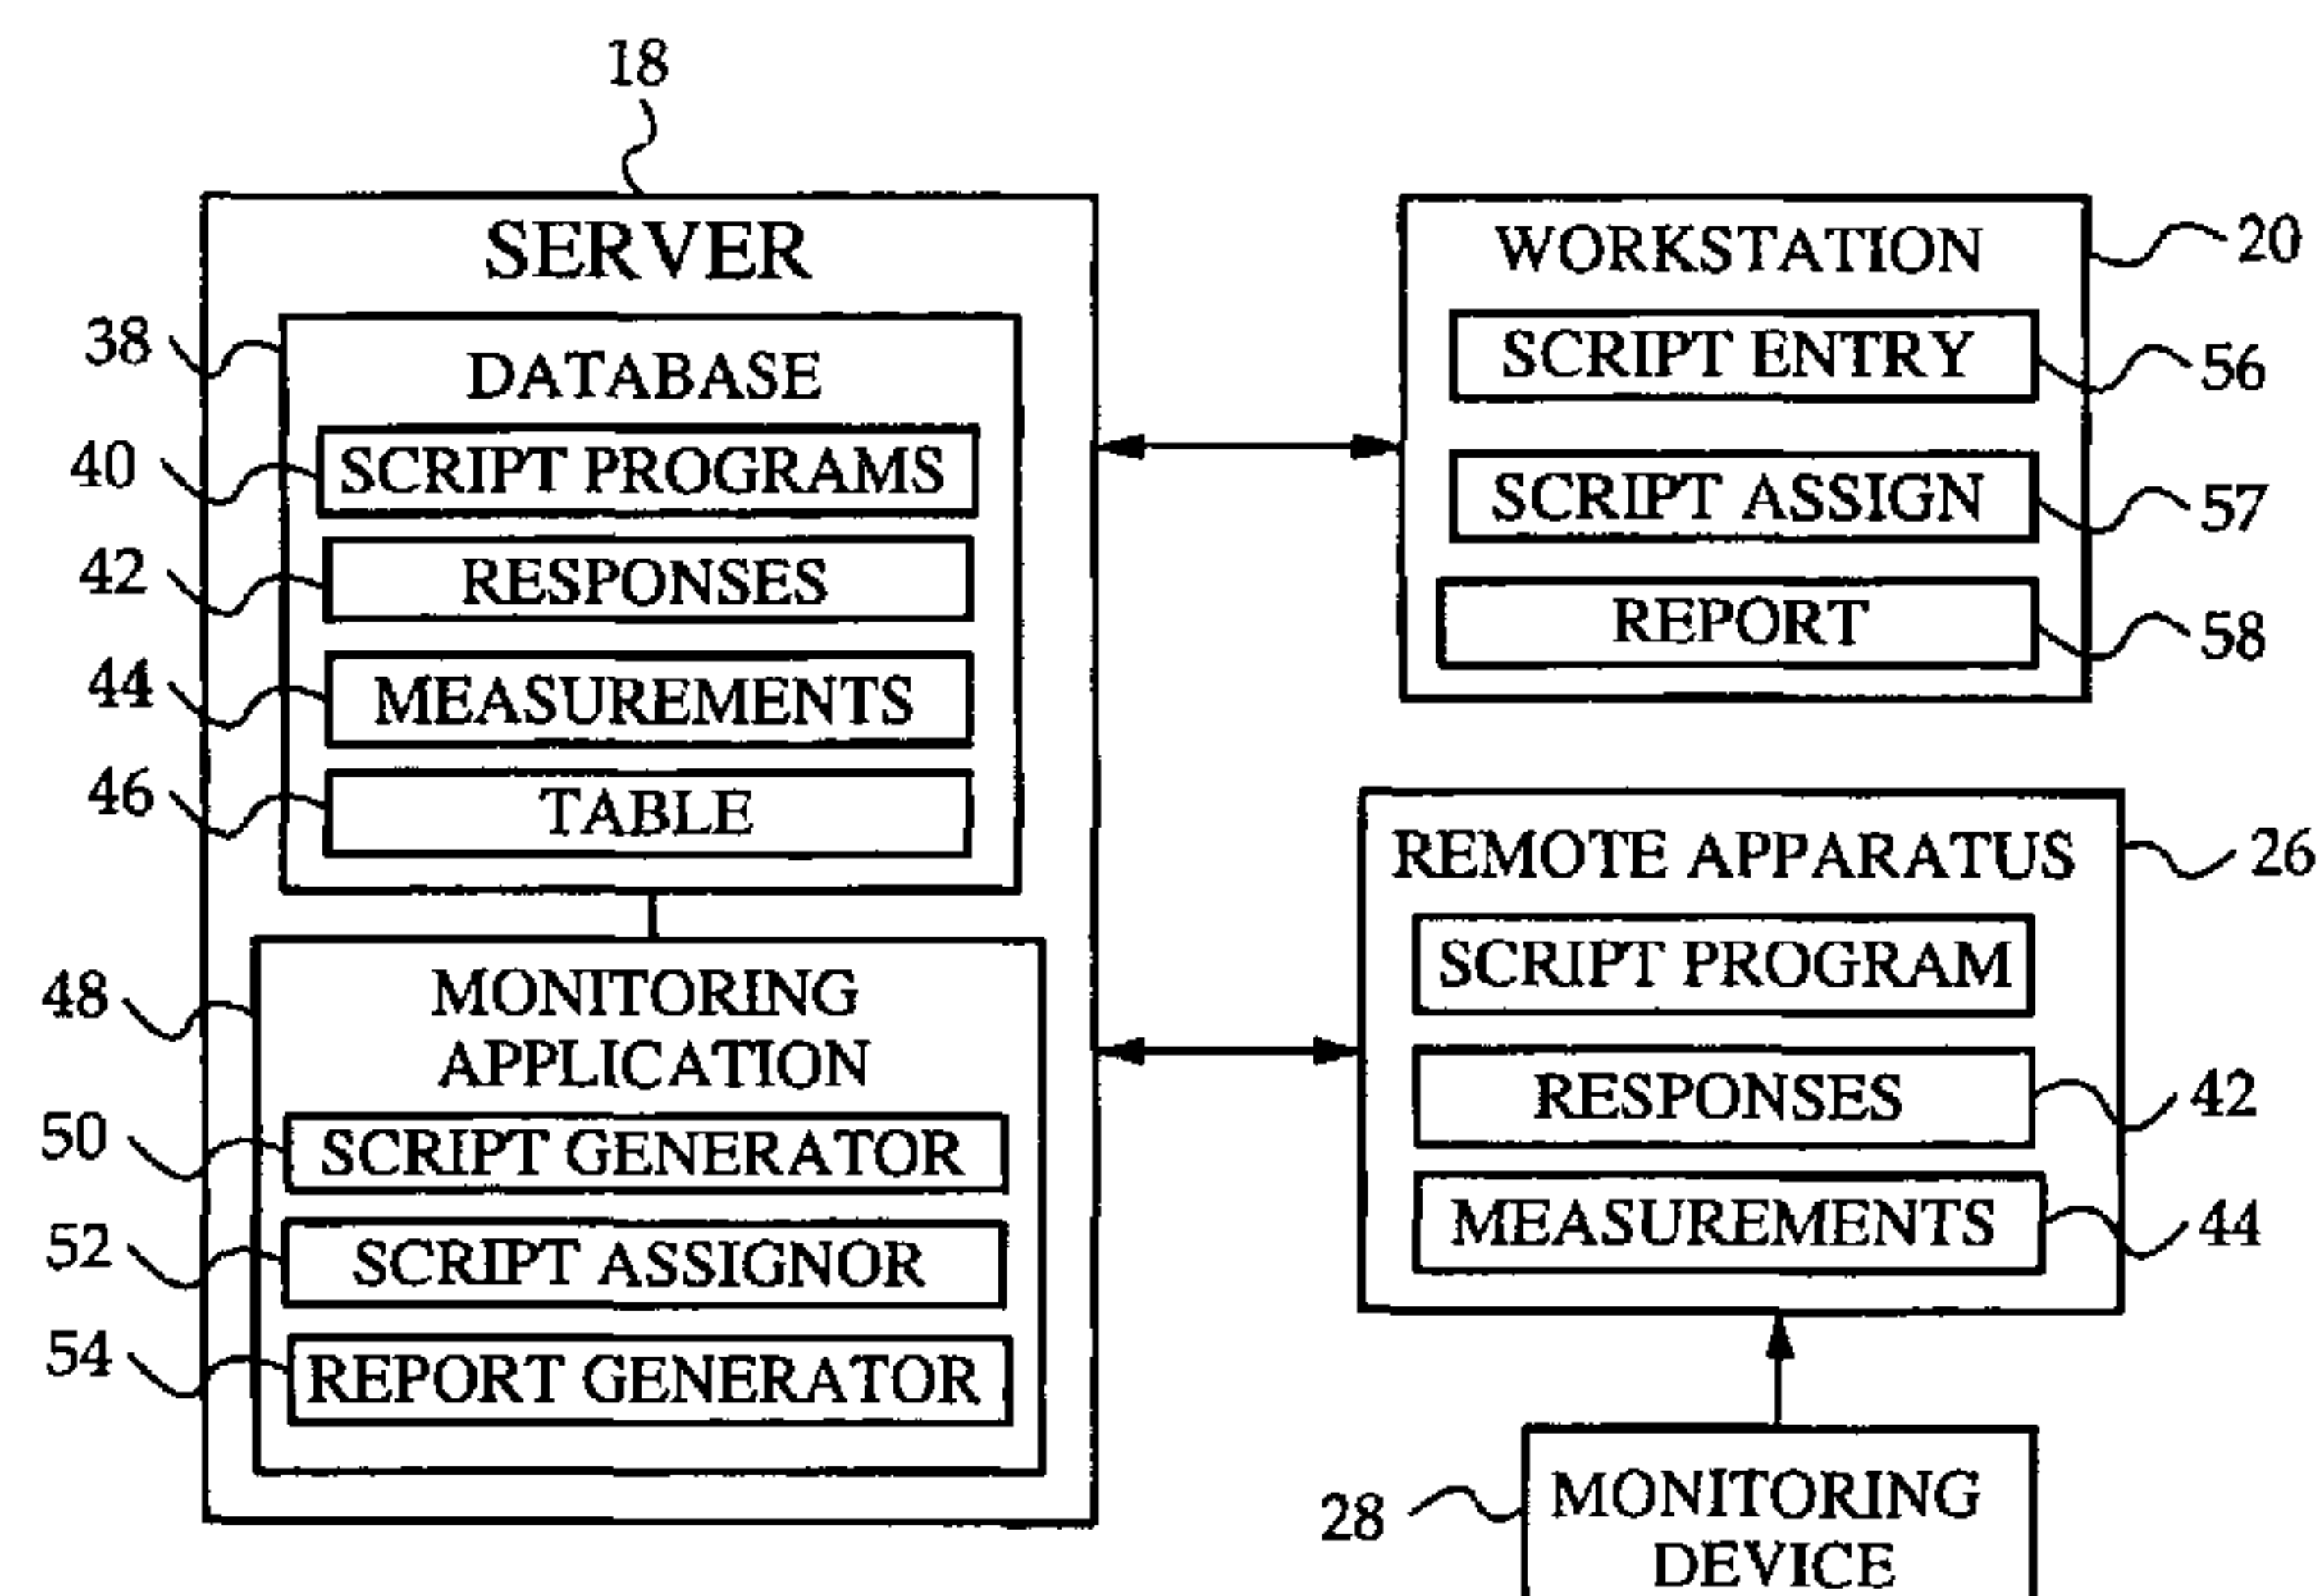 18
SERVER
38
DATABASE
40
SCRIPT PROGRAMS
42
RESPONSES
44
MEASUREMENTS
46
TABLE
48
MONITORING
APPLICATION
50
SCRIPT GENERATOR
52
SCRIPT ASSIGNOR
54
REPORT GENERATOR
WORKSTATION
20
SCRIPT ENTRY
56
SCRIPT ASSIGN
57
REPORT
58
REMOTE APPARATUS
26
SCRIPT PROGRAM
RESPONSES
42
MEASUREMENTS
44
28
MONITORING
DEVICE